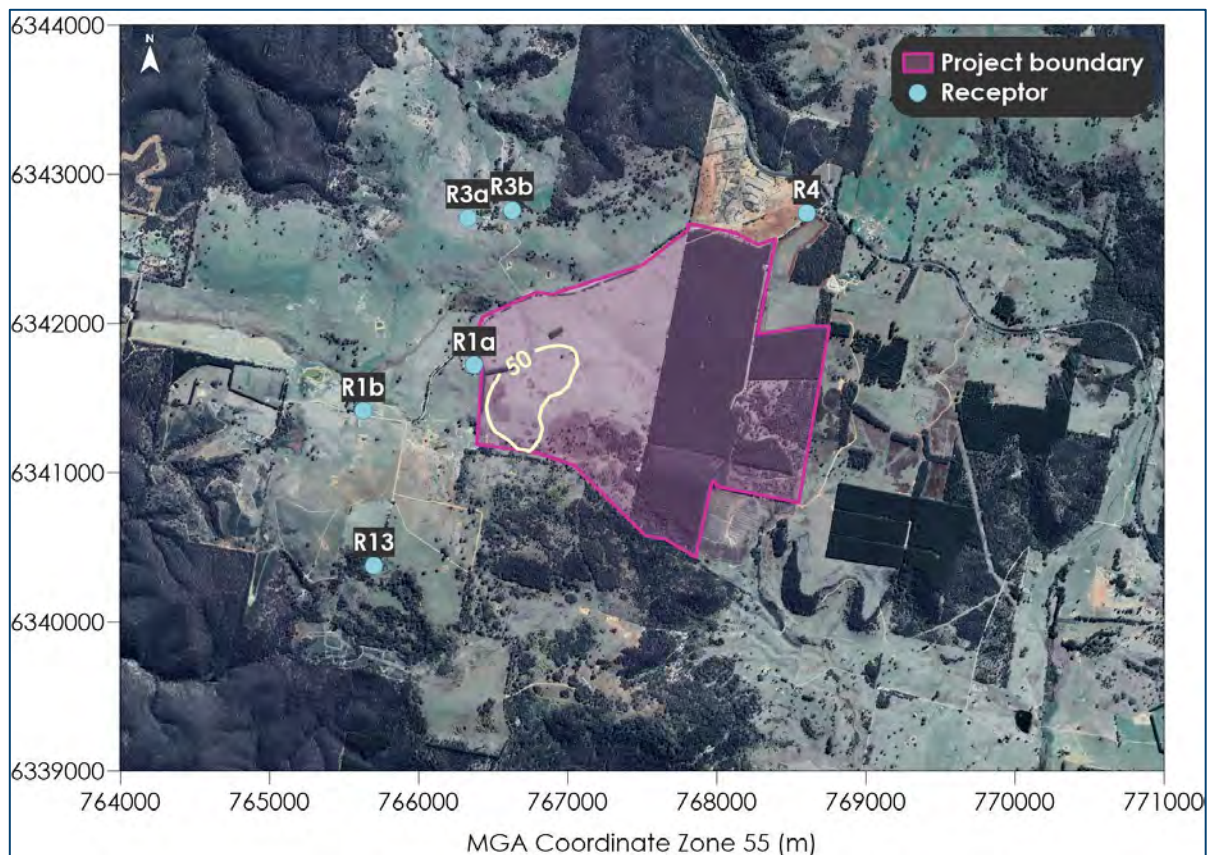 6344000
N
Project boundary
Receptor
6343000
R3a
R3b
R4
6342000
R1a
50
R1b
6341000
R13
6340000
6339000
764000 765000 766000 767000 768000 769000 770000 771000
MGA Coordinate Zone 55 (m)